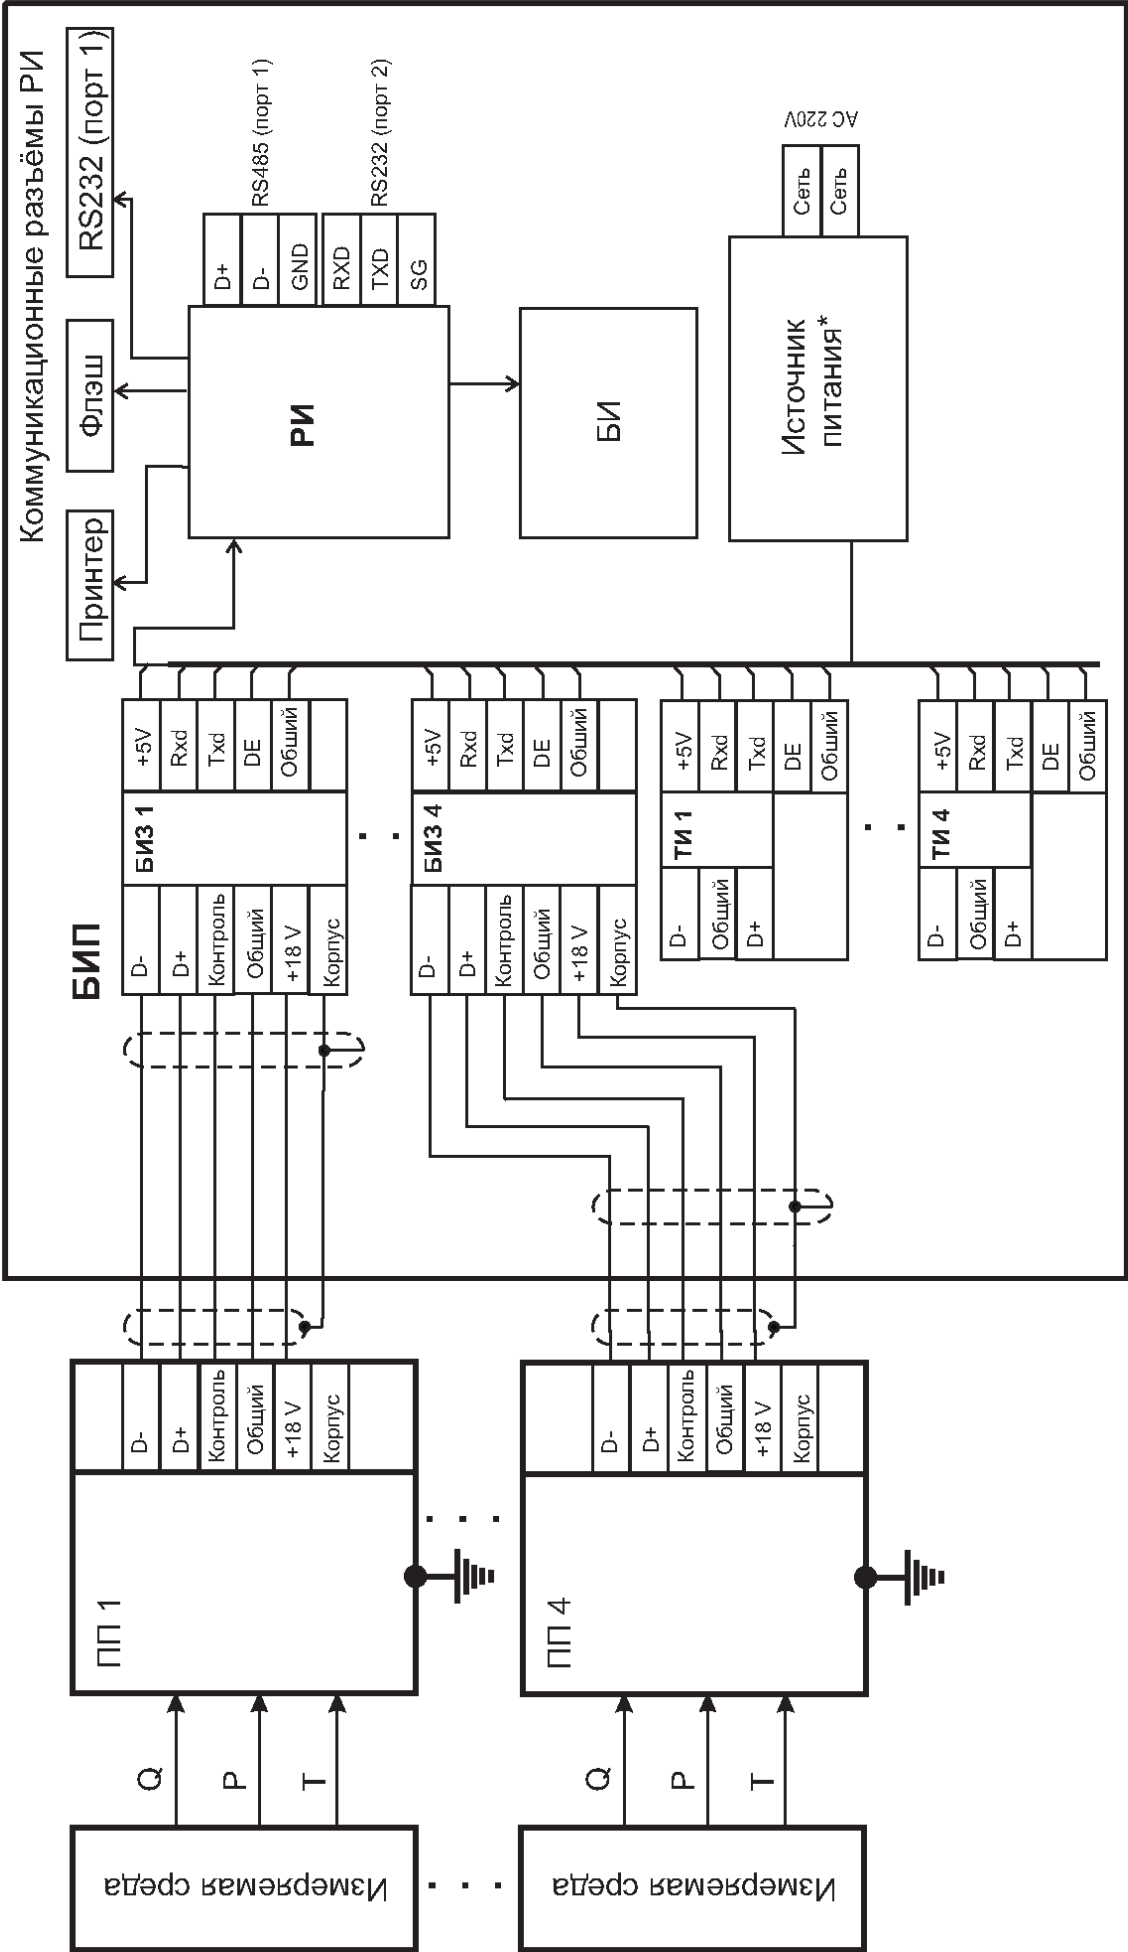 Коммуникационные разъёмы РИ
Принтер
Флэш
RS232 (порт 1)
РИ
D+
D-
GND
RXD
TXD
SG
RS485 (порт 1)
RS232 (порт 2)
БИ
Источник
питания*
Сеть
Сеть
AC 220V
БИП
D-
D+
Контроль
Общий
+18 V
Корпус
БИЗ 1
+5V
Rxd
Txd
DE
Обший
D-
D+
Контроль
Общий
+18 V
Корпус
БИЗ 4
+5V
Rxd
Txd
DE
Обший
D-
Общий
D+
ТИ 1
+5V
Rxd
Txd
DE
Обший
D-
Общий
D+
ТИ 4
+5V
Rxd
Txd
DE
Обший
Измеряемая среда
Q
P
T
ПП 1
D-
D+
Контроль
Общий
+18 V
Корпус
Измеряемая среда
Q
P
T
ПП 4
D-
D+
Контроль
Общий
+18 V
Корпус